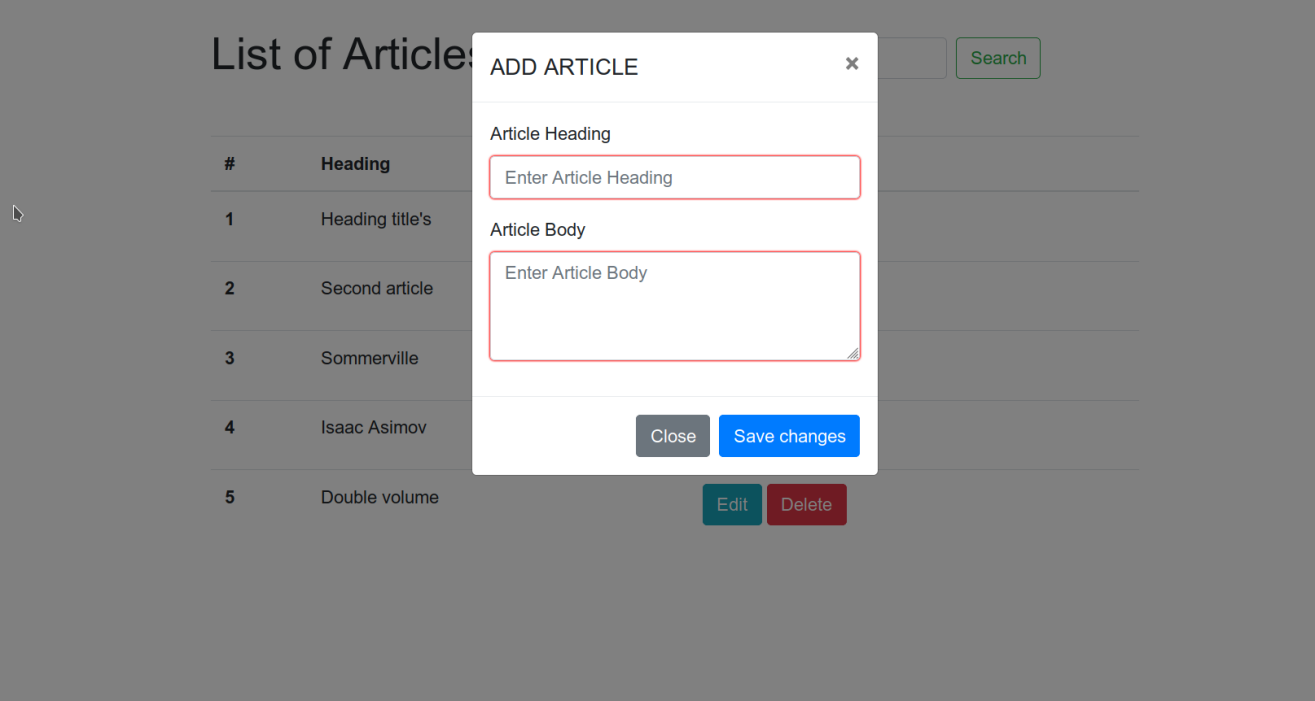 List of Articles
Search
ADD ARTICLE
×
Article Heading
Enter Article Heading
Article Body
Enter Article Body
Close Save changes
# Heading
1 Heading title's
2 Second article
3 Sommerville
4 Isaac Asimov
5 Double volume Edit Delete